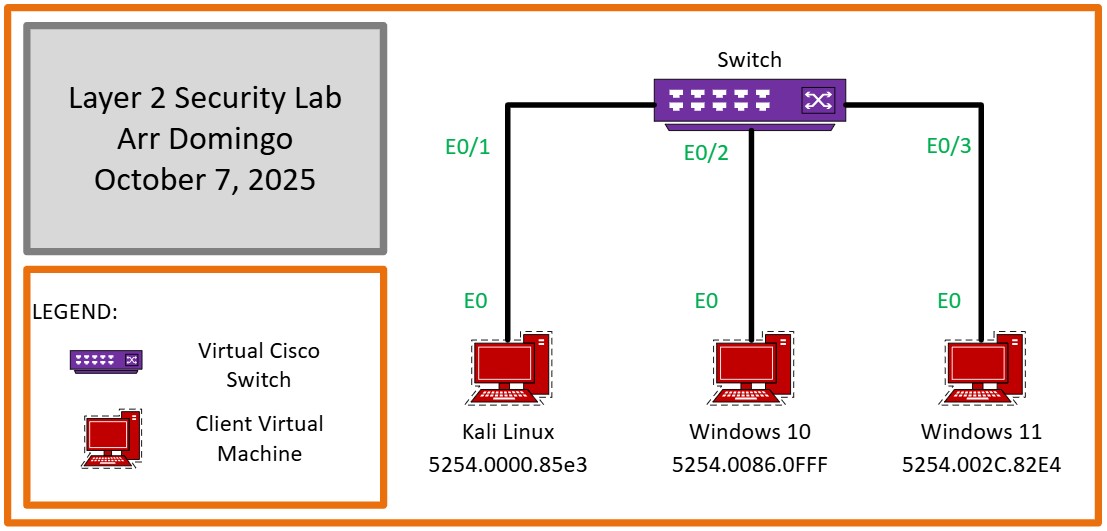 Layer 2 Security Lab
Arr Domingo
October 7, 2025
LEGEND:
Virtual Cisco
Switch
Client Virtual
Machine
Switch
E0/1
E0/2
E0/3
E0
E0
E0
Kali Linux
Windows 10
Windows 11
5254.0000.85e3
5254.0086.0FFF
5254.002C.82E4